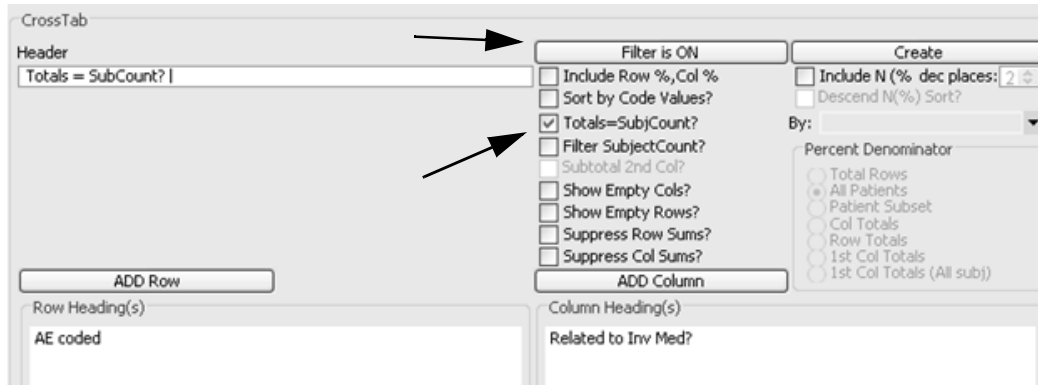 CrossTab
Header
Totals = SubCount?
Filter is ON
Create
Include Row %,Col %
Sort by Code Values?
Totals=SubjCount?
Filter SubjectCount?
Subtotal 2nd Col?
Show Empty Cols?
Show Empty Rows?
Suppress Row Sums?
Suppress Col Sums?
Include N (% dec places: 2
Descend N(%) Sort?
By:
Percent Denominator
Total Rows
All Patients
Patient Subset
Col Totals
Row Totals
1st Col Totals
1st Col Totals (All subj)
ADD Row
ADD Column
Row Heading(s)
AE coded
Column Heading(s)
Related to Inv Med?